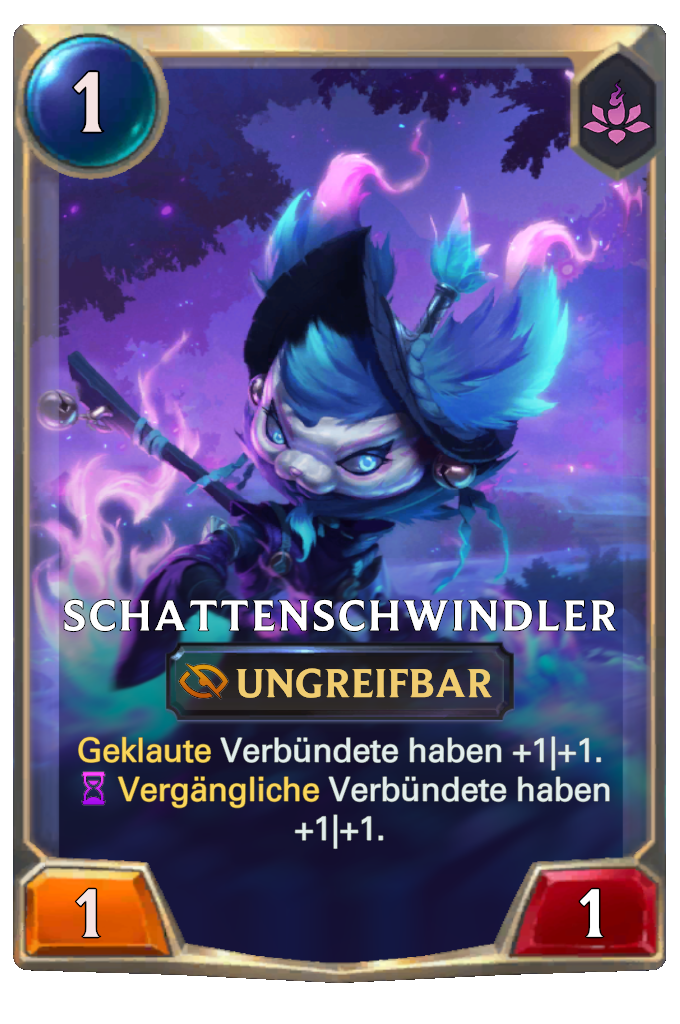 1
SCHATTENSCHWINDLER
UNGREIFBAR
Geklaute Verbündete haben +1|+1.
Vergängliche Verbündete haben
+1|+1.
1 1